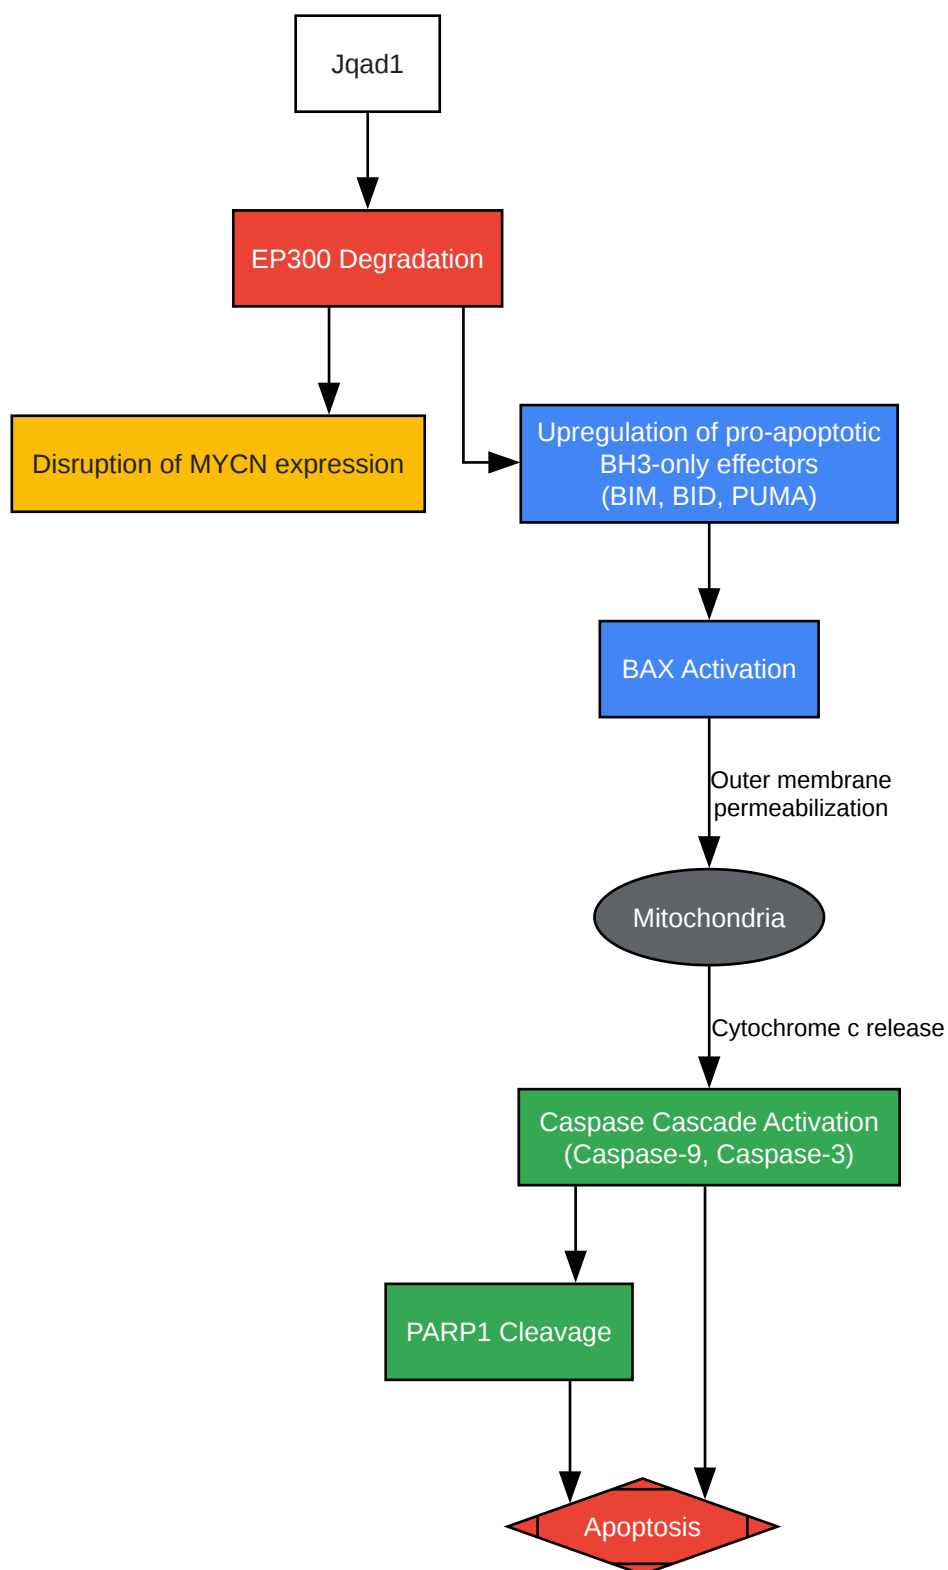 Jqad1
EP300 Degradation
Disruption of MYCN expression
Upregulation of pro-apoptotic
BH3-only effectors
(BIM, BID, PUMA)
BAX Activation
Outer membrane
permeabilization
Mitochondria
Cytochrome c release
Caspase Cascade Activation
(Caspase-9, Caspase-3)
PARP1 Cleavage
Apoptosis